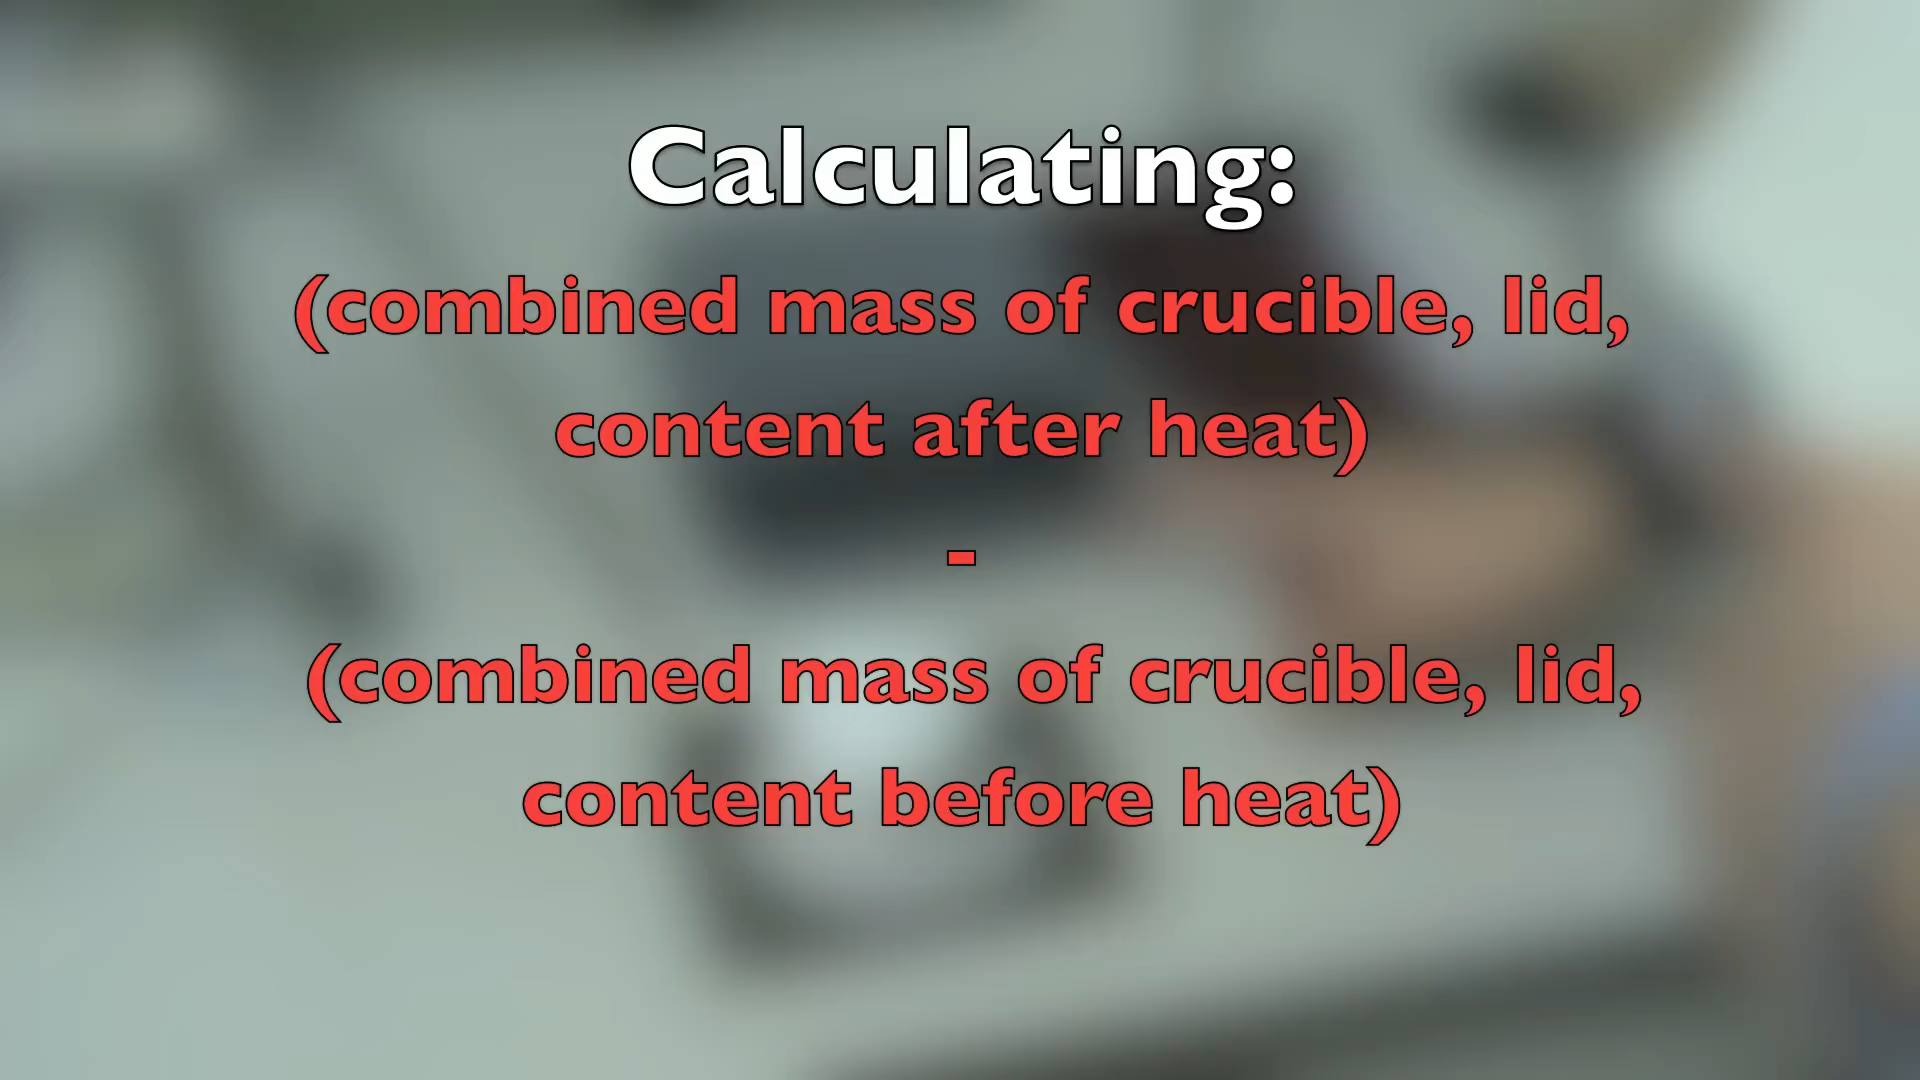 Calculating:
(combined mass of crucible, lid,
content after heat)
-
(combined mass of crucible, lid,
content before heat)